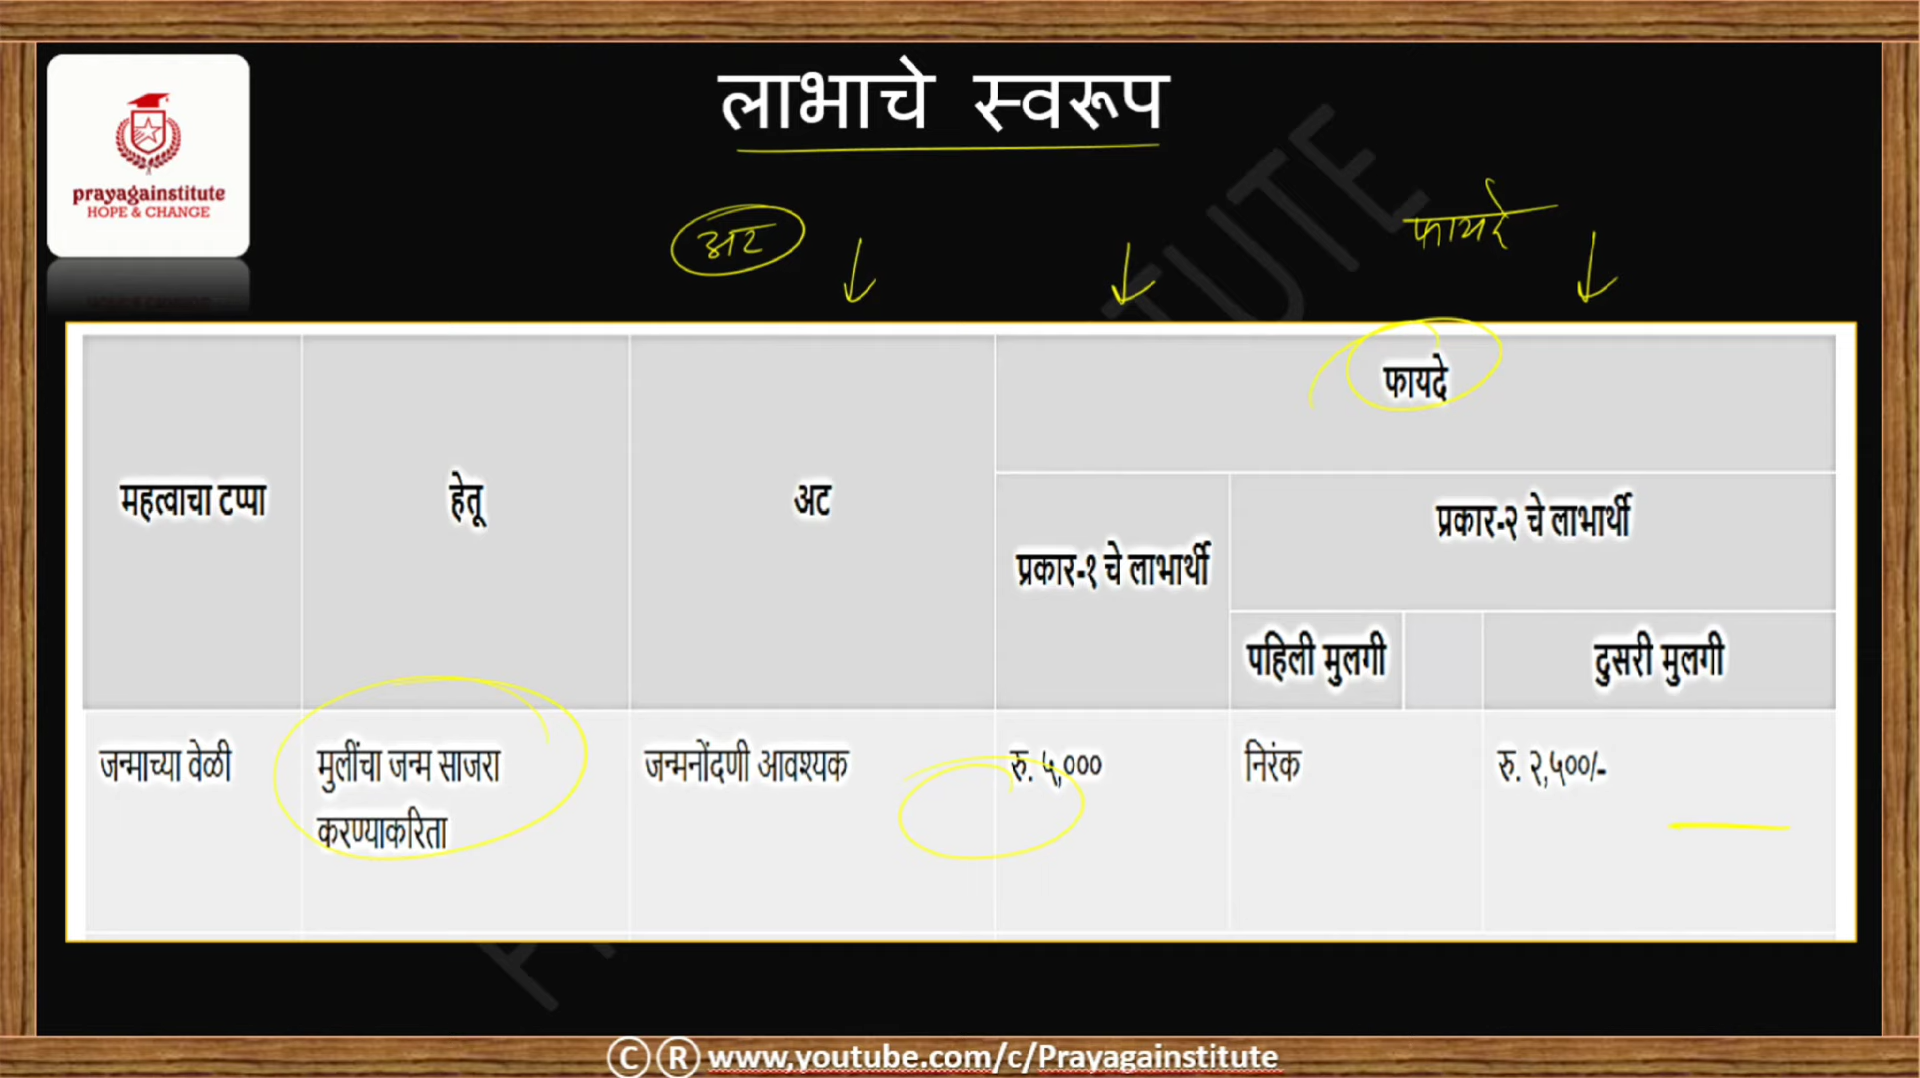 लाभाचे स्वरूप
prayagainstitute
HOPE & CHANGE
अट
फायदे
फायदे
महत्वाचा टप्पा
हेतू
अट
प्रकार-१ चे लाभार्थी
प्रकार-२ चे लाभार्थी
पहिली मुलगी
दुसरी मुलगी
जन्माच्या वेळी
मुलींचा जन्म साजरा
करण्याकरिता
जन्मनोंदणी आवश्यक
रु. ५,०००
निरंक
रु. २,५००/-
TUTE
© ® www.youtube.com/c/Prayagainstitute